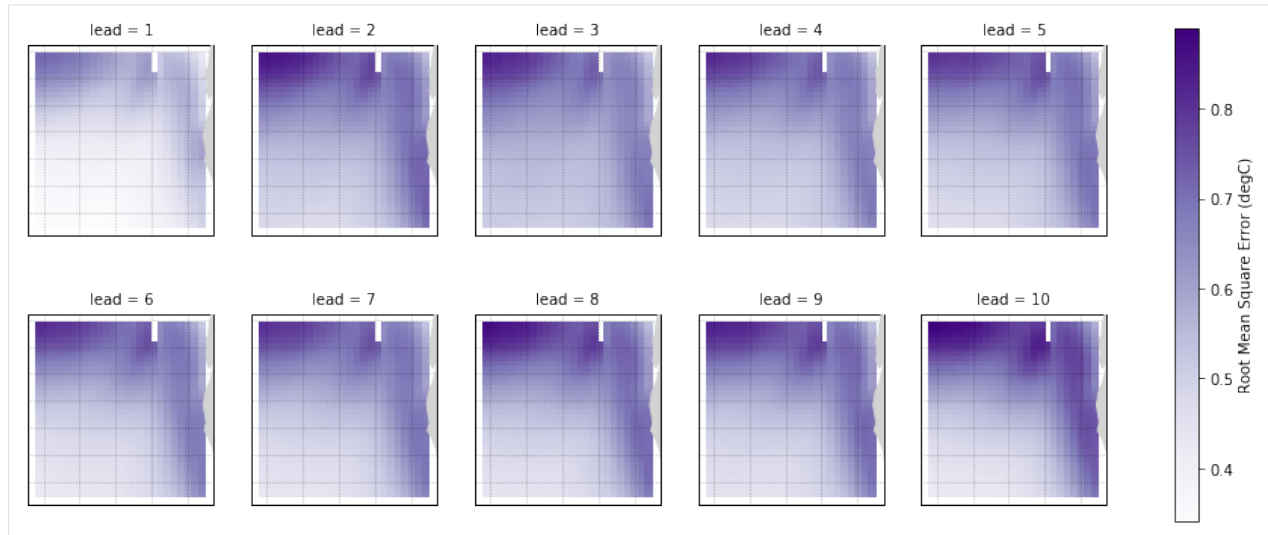 lead = 1
lead = 2
lead = 3
lead = 4
lead = 5
lead = 6
lead = 7
lead = 8
lead = 9
lead = 10
0.8
0.7
0.6
0.5
0.4
Root Mean Square Error (degC)